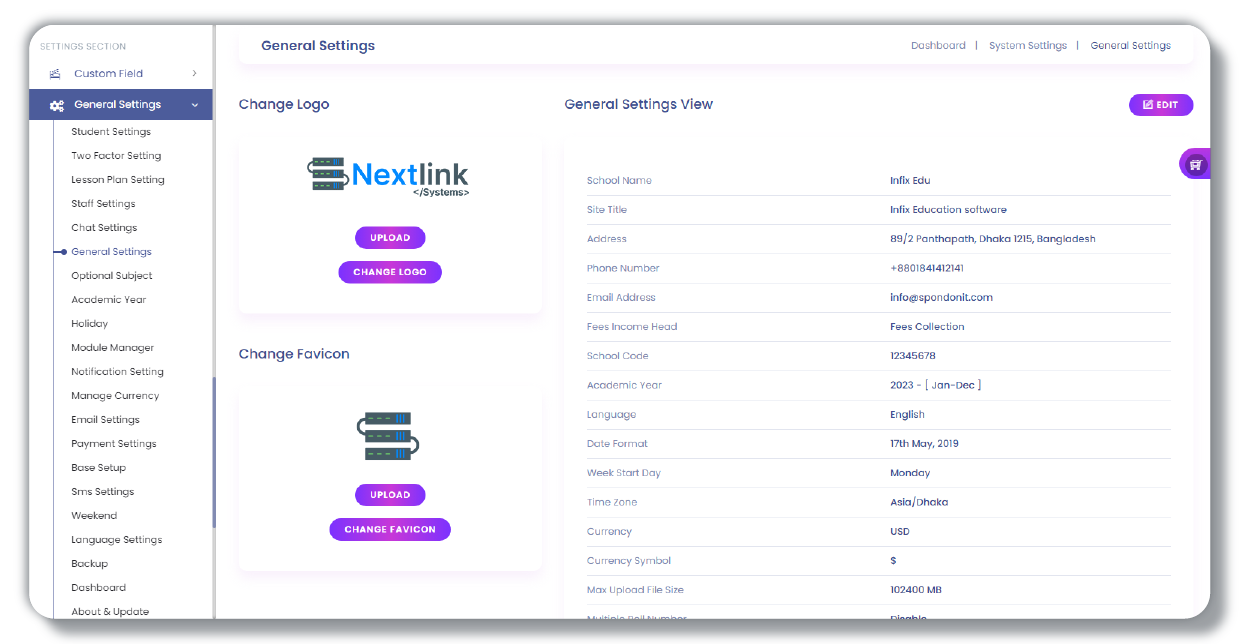 SETTINGS SECTION
Custom Field
General Settings
Student Settings
Two Factor Setting
Lesson Plan Setting
Staff Settings
Chat Settings
General Settings
Optional Subject
Academic Year
Holiday
Module Manager
Notification Setting
Manage Currency
Email Settings
Payment Settings
Base Setup
Sms Settings
Weekend
Language Settings
Backup
Dashboard
About & Update
General Settings
Dashboard | System Settings | General Settings
Change Logo
Nextlink
</Systems>
UPLOAD
CHANGE LOGO
Change Favicon
UPLOAD
CHANGE FAVICON
General Settings View
EDIT
School Name Infix Edu
Site Title Infix Education software
Address 89/2 Panthapath, Dhaka 1215, Bangladesh
Phone Number +8801841412141
Email Address info@spondonit.com
Fees Income Head Fees Collection
School Code 12345678
Academic Year 2023 - [ Jan-Dec ]
Language English
Date Format 17th May, 2019
Week Start Day Monday
Time Zone Asia/Dhaka
Currency USD
Currency Symbol $
Max Upload File Size 102400 MB
Multiple Roll Number Disable